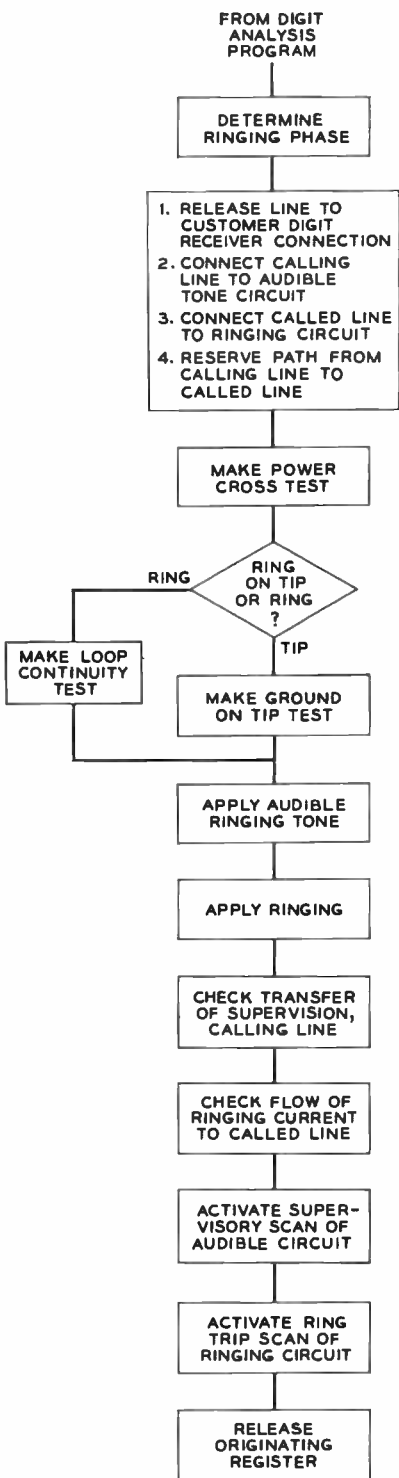 FROM DIGIT
ANALYSIS
PROGRAM
DETERMINE
RINGING PHASE
1. RELEASE LINE TO
CUSTOMER DIGIT
RECEIVER CONNECTION
2. CONNECT CALLING
LINE TO AUDIBLE
TONE CIRCUIT
3. CONNECT CALLED LINE
TO RINGING CIRCUIT
4. RESERVE PATH FROM
CALLING LINE TO
CALLED LINE
MAKE POWER
CROSS TEST
RING
ON TIP
OR RING
?
RING
TIP
MAKE LOOP
CONTINUITY
TEST
MAKE GROUND
ON TIP TEST
APPLY AUDIBLE
RINGING TONE
APPLY RINGING
CHECK TRANSFER
OF SUPERVISION,
CALLING LINE
CHECK FLOW OF
RINGING CURRENT
TO CALLED LINE
ACTIVATE SUPER-
VISORY SCAN OF
AUDIBLE CIRCUIT
ACTIVATE RING
TRIP SCAN OF
RINGING CIRCUIT
RELEASE
ORIGINATING
REGISTER